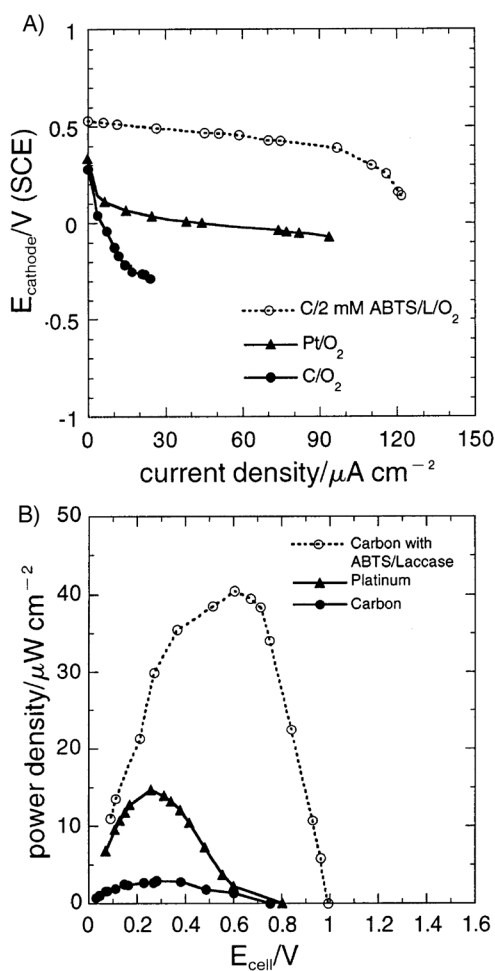 A)
1
0.5
0
-0.5
-1
E_cathode/V (SCE)
C/2 mM ABTS/L/O₂
Pt/O₂
C/O₂
0 30 60 90 120 150
current density/μA cm⁻²
B)
50
40
30
20
10
0
power density/μW cm⁻²
Carbon with
ABTS/Laccase
Platinum
Carbon
0 0.2 0.4 0.6 0.8 1 1.2 1.4 1.6
E_cell/V